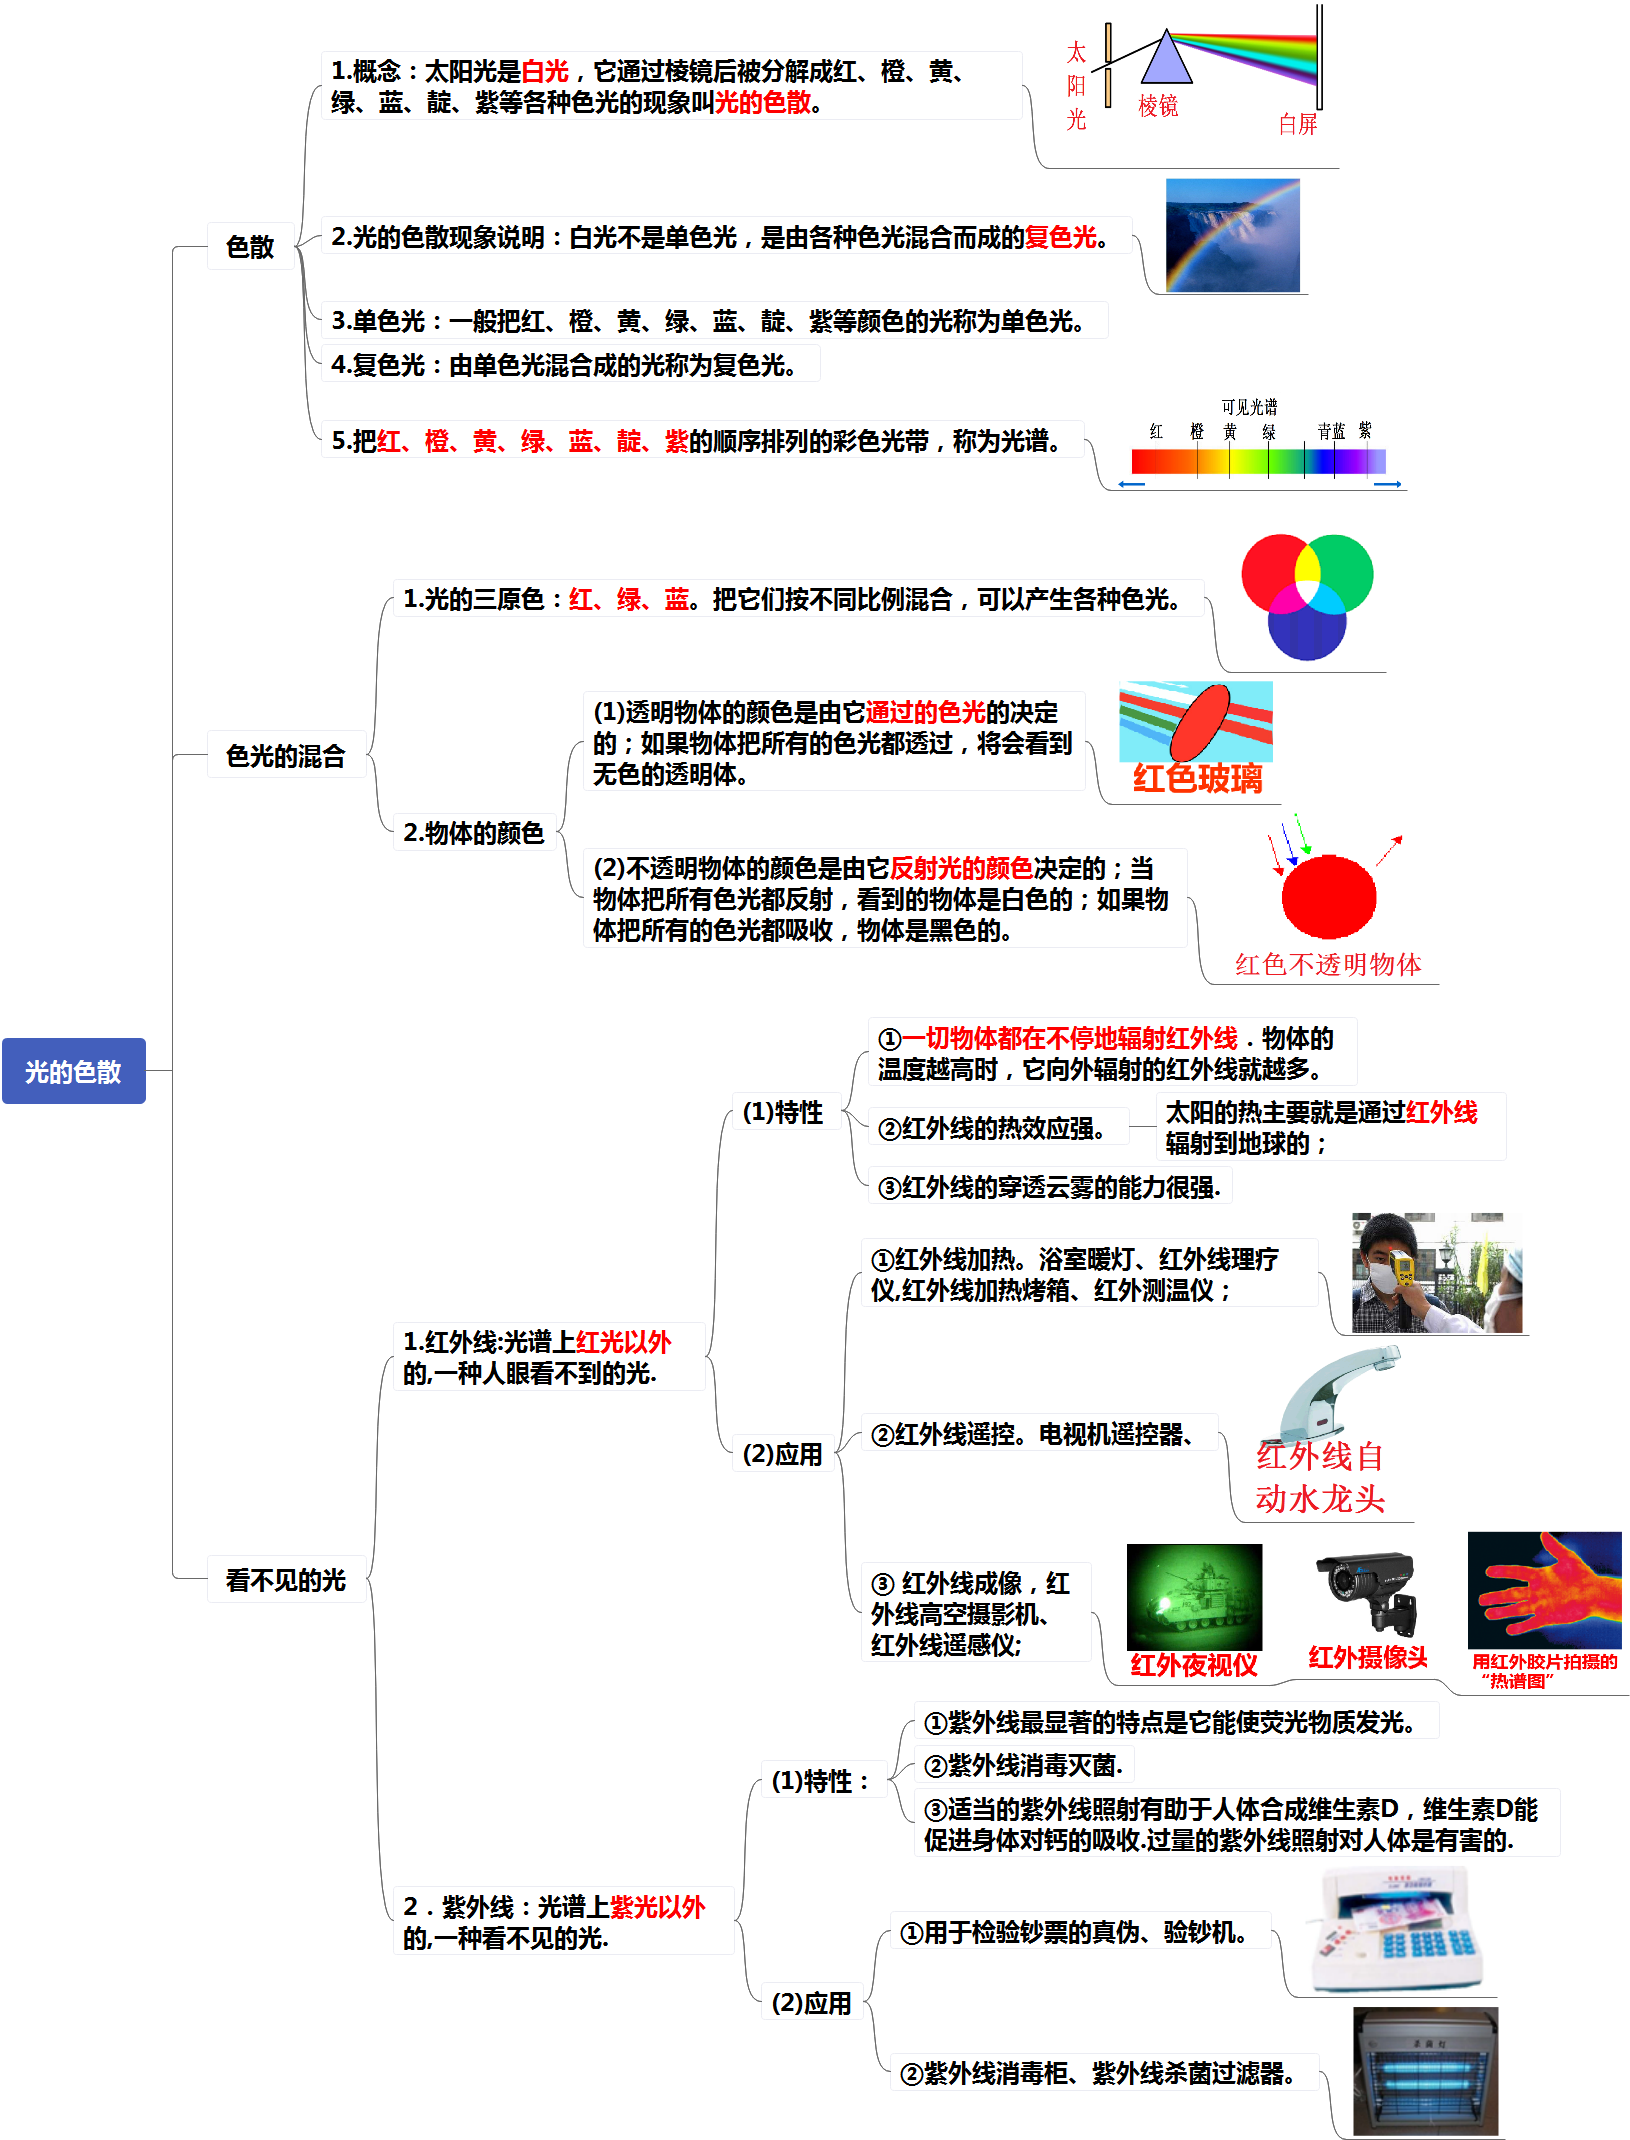 光的色散
色散
1.概念：太阳光是白光，它通过棱镜后被分解成红、橙、黄、
绿、蓝、靛、紫等各种色光的现象叫光的色散。
太
阳
光
棱镜
白屏
2.光的色散现象说明：白光不是单色光，是由各种色光混合而成的复色光。
3.单色光：一般把红、橙、黄、绿、蓝、靛、紫等颜色的光称为单色光。
4.复色光：由单色光混合成的光称为复色光。
5.把红、橙、黄、绿、蓝、靛、紫的顺序排列的彩色光带，称为光谱。
可见光谱
红 橙 黄 绿 青蓝 紫
色光的混合
1.光的三原色：红、绿、蓝。把它们按不同比例混合，可以产生各种色光。
2.物体的颜色
(1)透明物体的颜色是由它通过的色光的决定
的；如果物体把所有的色光都透过，将会看到
无色的透明体。
红色玻璃
(2)不透明物体的颜色是由它反射光的颜色决定的；当
物体把所有色光都反射，看到的物体是白色的；如果物
体把所有的色光都吸收，物体是黑色的。
红色不透明物体
看不见的光
1.红外线:光谱上红光以外
的,一种人眼看不到的光.
(1)特性
①一切物体都在不停地辐射红外线．物体的
温度越高时，它向外辐射的红外线就越多。
②红外线的热效应强。
太阳的热主要就是通过红外线
辐射到地球的；
③红外线的穿透云雾的能力很强.
(2)应用
①红外线加热。浴室暖灯、红外线理疗
仪,红外线加热烤箱、红外测温仪；
②红外线遥控。电视机遥控器、
红外线自
动水龙头
③ 红外线成像，红
外线高空摄影机、
红外线遥感仪;
红外夜视仪
红外摄像头
用红外胶片拍摄的
“热谱图”
2．紫外线：光谱上紫光以外
的,一种看不见的光.
(1)特性：
①紫外线最显著的特点是它能使荧光物质发光。
②紫外线消毒灭菌.
③适当的紫外线照射有助于人体合成维生素D，维生素D能
促进身体对钙的吸收.过量的紫外线照射对人体是有害的.
(2)应用
①用于检验钞票的真伪、验钞机。
②紫外线消毒柜、紫外线杀菌过滤器。
杀菌灯